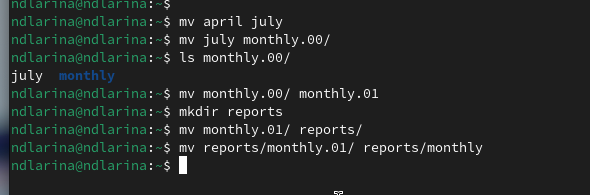 ndlarina@ndlarina:~$
ndlarina@ndlarina:~$ mv april july
ndlarina@ndlarina:~$ mv july monthly.00/
ndlarina@ndlarina:~$ ls monthly.00/
july  monthly
ndlarina@ndlarina:~$ mv monthly.00/ monthly.01
ndlarina@ndlarina:~$ mkdir reports
ndlarina@ndlarina:~$ mv monthly.01/ reports/
ndlarina@ndlarina:~$ mv reports/monthly.01/ reports/monthly
ndlarina@ndlarina:~$